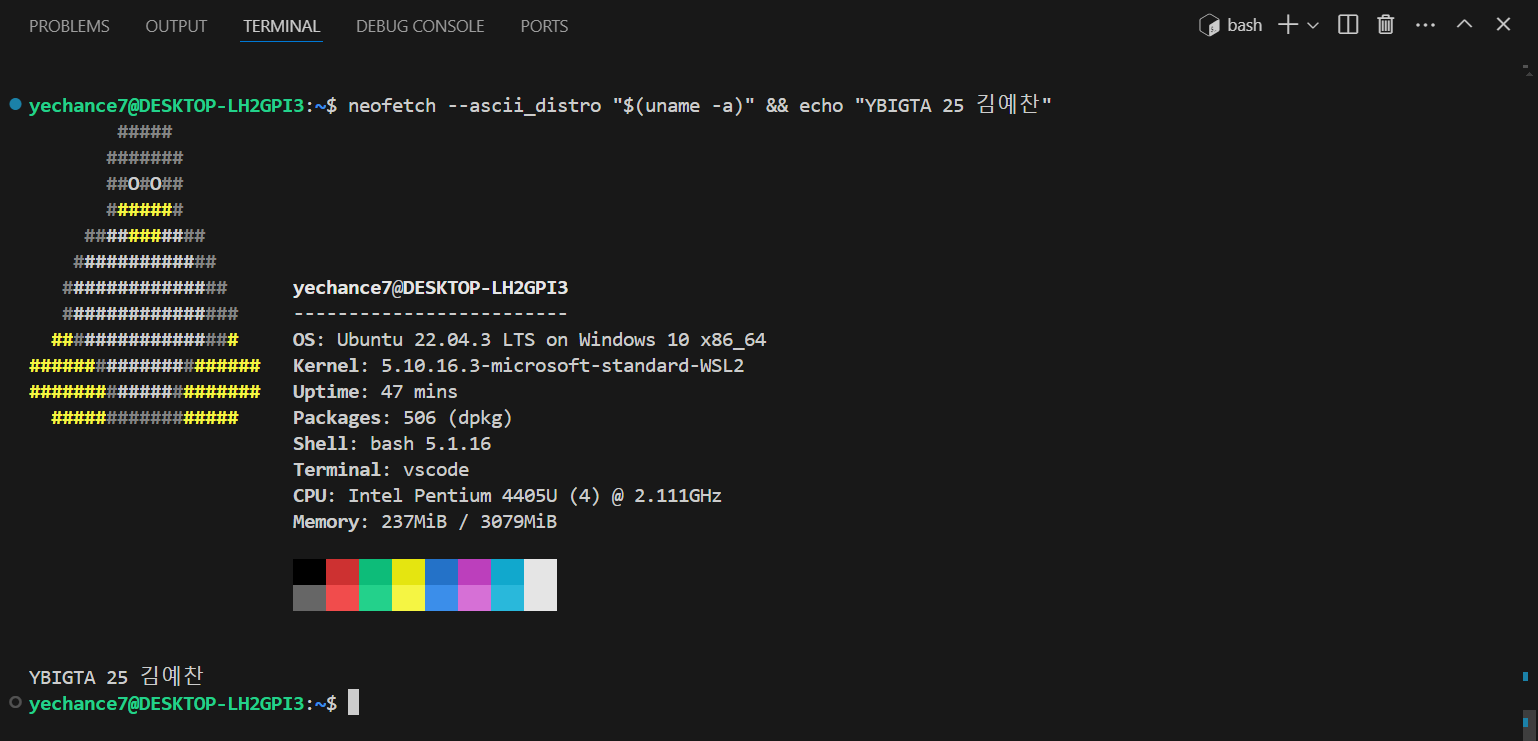 PROBLEMS OUTPUT TERMINAL DEBUG CONSOLE PORTS bash
yechance7@DESKTOP-LH2GPI3:~$ neofetch --ascii_distro "$(uname -a)" && echo "YBIGTA 25 김예찬"
#####
#######
##O#O##
#######
###########
#############
###############
################
#################
#####################
#####################
#################
yechance7@DESKTOP-LH2GPI3
-------------------------
OS: Ubuntu 22.04.3 LTS on Windows 10 x86_64
Kernel: 5.10.16.3-microsoft-standard-WSL2
Uptime: 47 mins
Packages: 506 (dpkg)
Shell: bash 5.1.16
Terminal: vscode
CPU: Intel Pentium 4405U (4) @ 2.111GHz
Memory: 237MiB / 3079MiB
YBIGTA 25 김예찬
yechance7@DESKTOP-LH2GPI3:~$